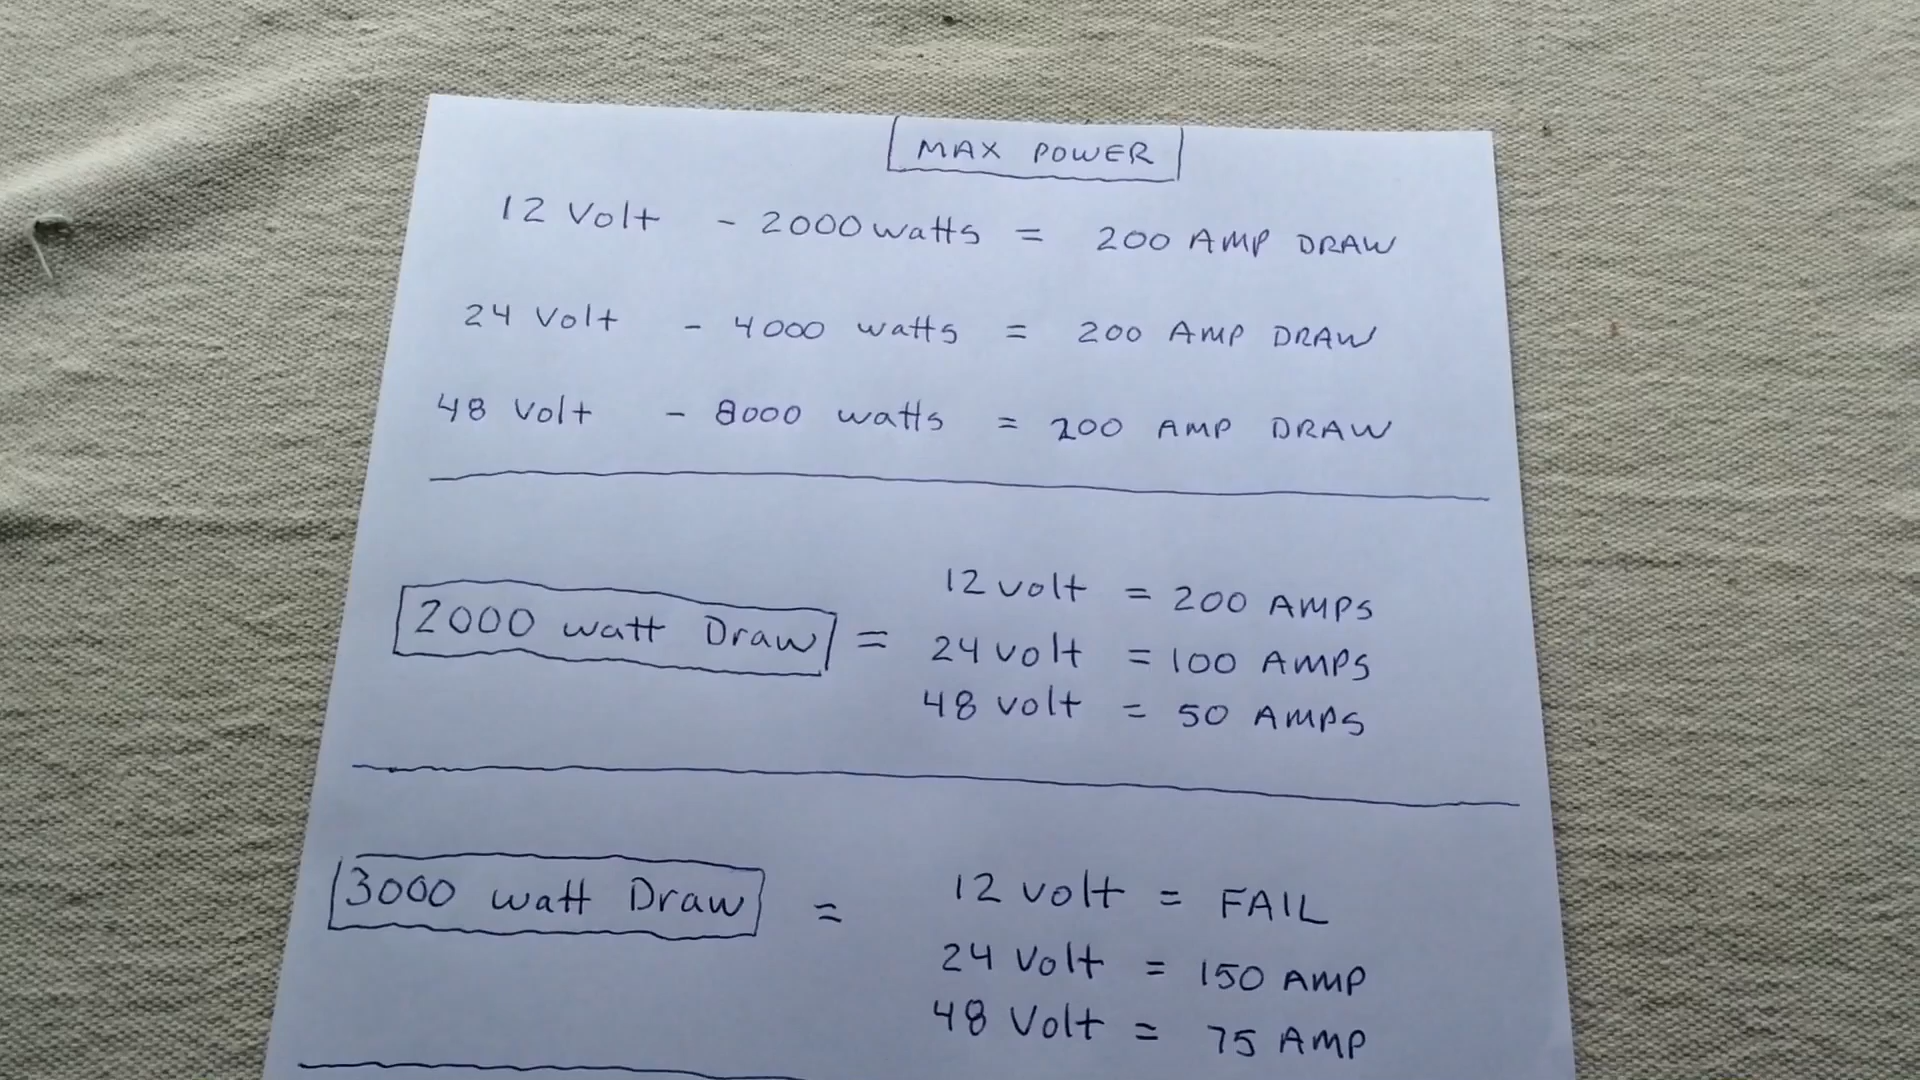 MAX POWER
12 Volt - 2000 watts = 200 AMP DRAW
24 Volt - 4000 watts = 200 AMP DRAW
48 Volt - 8000 watts = 200 AMP DRAW
12 volt = 200 AMPS
2000 watt Draw = 24 volt = 100 AMPS
48 volt = 50 AMPS
12 volt = FAIL
3000 watt Draw =
24 Volt = 150 AMP
48 Volt = 75 AMP